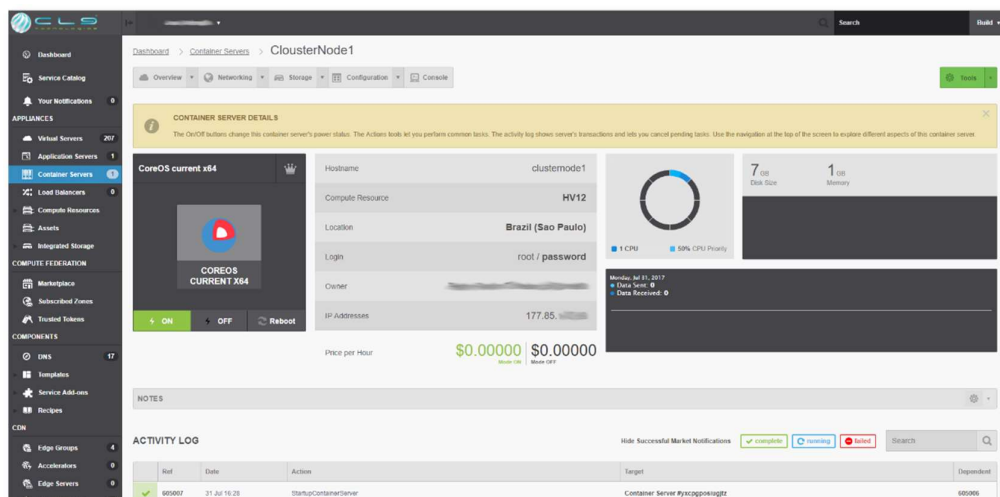 CLS
Search
Build
Dashboard > Container Servers > ClousterNode1
Overview Networking Storage Configuration Console
Tools
Dashboard
Service Catalog
Your Notifications 0
APPLIANCES
Virtual Servers 207
Application Servers 1
Container Servers 1
Load Balancers 0
Compute Resources
Assets
Integrated Storage
COMPUTE FEDERATION
Marketplace
Subscribed Zones
Trusted Tokens
COMPONENTS
DNS 17
Templates
Service Add-ons
Recipes
CDN
Edge Groups 4
Accelerators 0
Edge Servers 0
CONTAINER SERVER DETAILS
The On/Off buttons change this container server's power status. The Actions tools let you perform common tasks. The activity log shows server's transactions and lets you cancel pending tasks. Use the navigation at the top of the screen to explore different aspects of this container server.
CoreOS current x64
COREOS
CURRENT X64
ON OFF Reboot
Hostname clusternode1
Compute Resource HV12
Location Brazil (Sao Paulo)
Login root / password
Owner
IP Addresses 177.85.
Price per Hour $0.00000 $0.00000
Mode ON Mode OFF
1 CPU 50% CPU Priority
7 GB 1 GB
Disk Size Memory
Monday, Jul 31, 2017
Data Sent: 0
Data Received: 0
NOTES
ACTIVITY LOG
Hide Successful Market Notifications complete running failed Search
Ref Date Action Target Dependent
605007 31 Jul 16:28 StartupContainerServer Container Server #yxcpgposiugjtz 605006